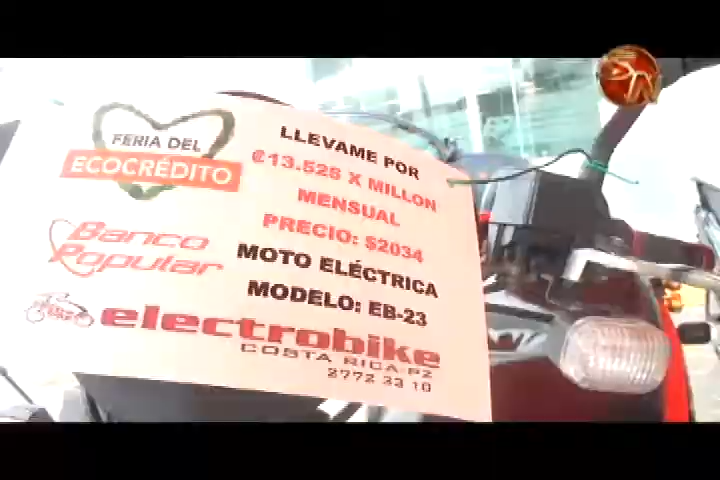 FERIA DEL
ECOCRÉDITO
Banco
Popular
electrobike
COSTA RICA PZ
2772 33 10
LLEVAME POR
₡13.528 X MILLON
MENSUAL
PRECIO: $2034
MOTO ELÉCTRICA
MODELO: EB-23